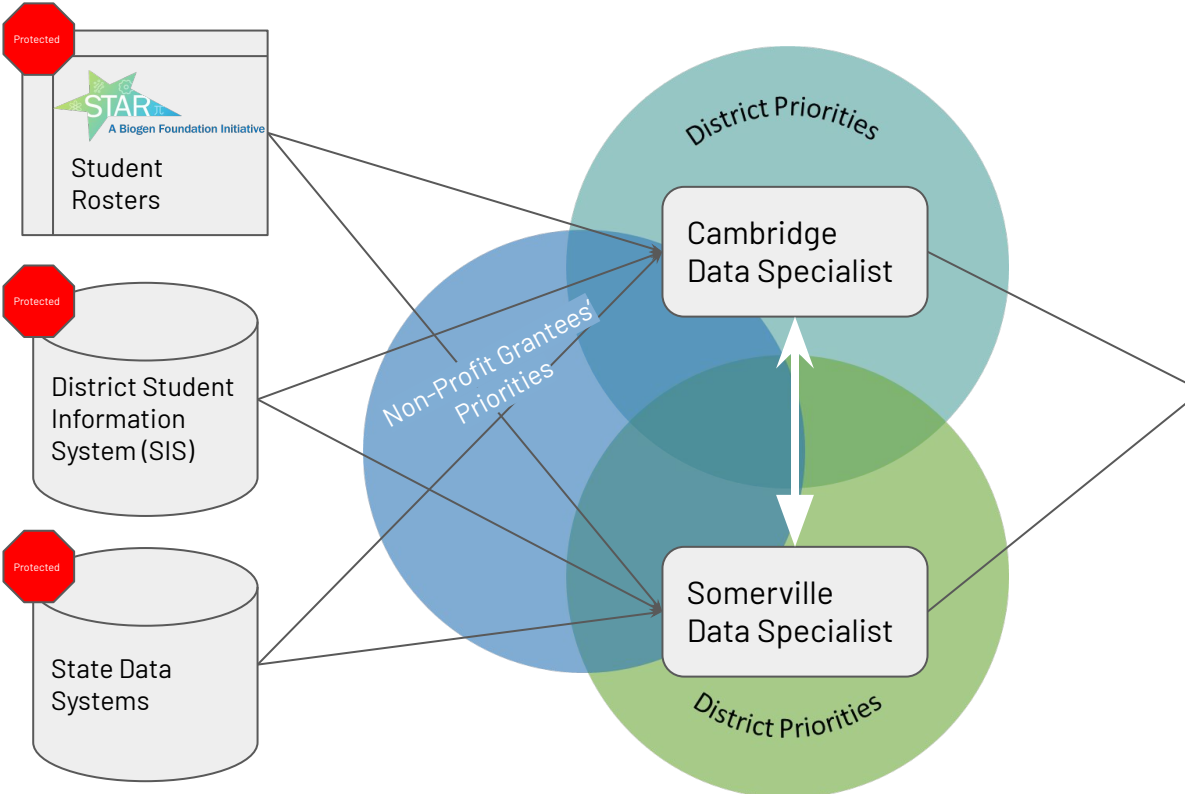 Protected
STAR
π
A Biogen Foundation Initiative
Student
Rosters
Protected
District Student
Information
System (SIS)
Protected
State Data
Systems
Non-Profit Grantees'
Priorities
District Priorities
Cambridge
Data Specialist
Somerville
Data Specialist
District Priorities